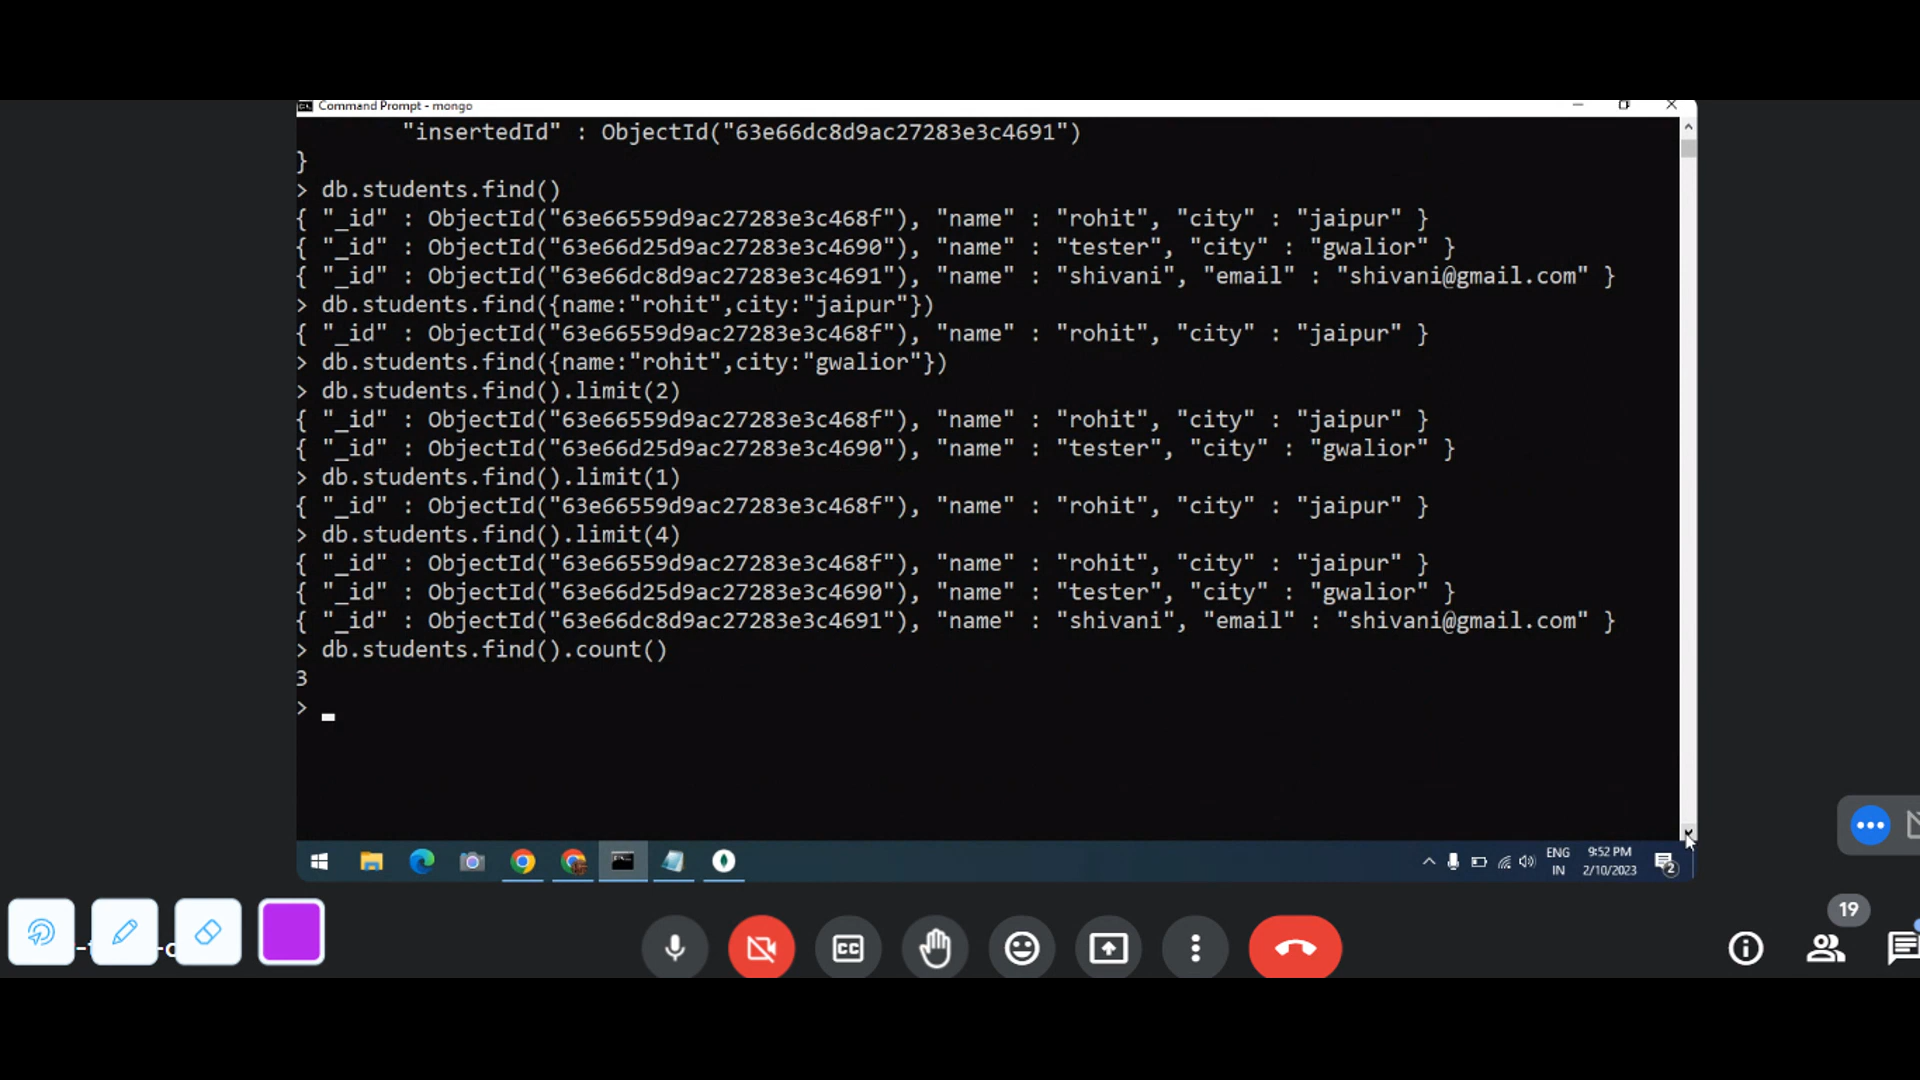 Command Prompt - mongo
"insertedId" : ObjectId("63e66dc8d9ac27283e3c4691")
}
> db.students.find()
{ "_id" : ObjectId("63e66559d9ac27283e3c468f"), "name" : "rohit", "city" : "jaipur" }
{ "_id" : ObjectId("63e66d25d9ac27283e3c4690"), "name" : "tester", "city" : "gwalior" }
{ "_id" : ObjectId("63e66dc8d9ac27283e3c4691"), "name" : "shivani", "email" : "shivani@gmail.com" }
> db.students.find({name:"rohit",city:"jaipur"})
{ "_id" : ObjectId("63e66559d9ac27283e3c468f"), "name" : "rohit", "city" : "jaipur" }
> db.students.find({name:"rohit",city:"gwalior"})
> db.students.find().limit(2)
{ "_id" : ObjectId("63e66559d9ac27283e3c468f"), "name" : "rohit", "city" : "jaipur" }
{ "_id" : ObjectId("63e66d25d9ac27283e3c4690"), "name" : "tester", "city" : "gwalior" }
> db.students.find().limit(1)
{ "_id" : ObjectId("63e66559d9ac27283e3c468f"), "name" : "rohit", "city" : "jaipur" }
> db.students.find().limit(4)
{ "_id" : ObjectId("63e66559d9ac27283e3c468f"), "name" : "rohit", "city" : "jaipur" }
{ "_id" : ObjectId("63e66d25d9ac27283e3c4690"), "name" : "tester", "city" : "gwalior" }
{ "_id" : ObjectId("63e66dc8d9ac27283e3c4691"), "name" : "shivani", "email" : "shivani@gmail.com" }
> db.students.find().count()
3
>
ENG
IN
9:52 PM
2/10/2023
2
19
CC